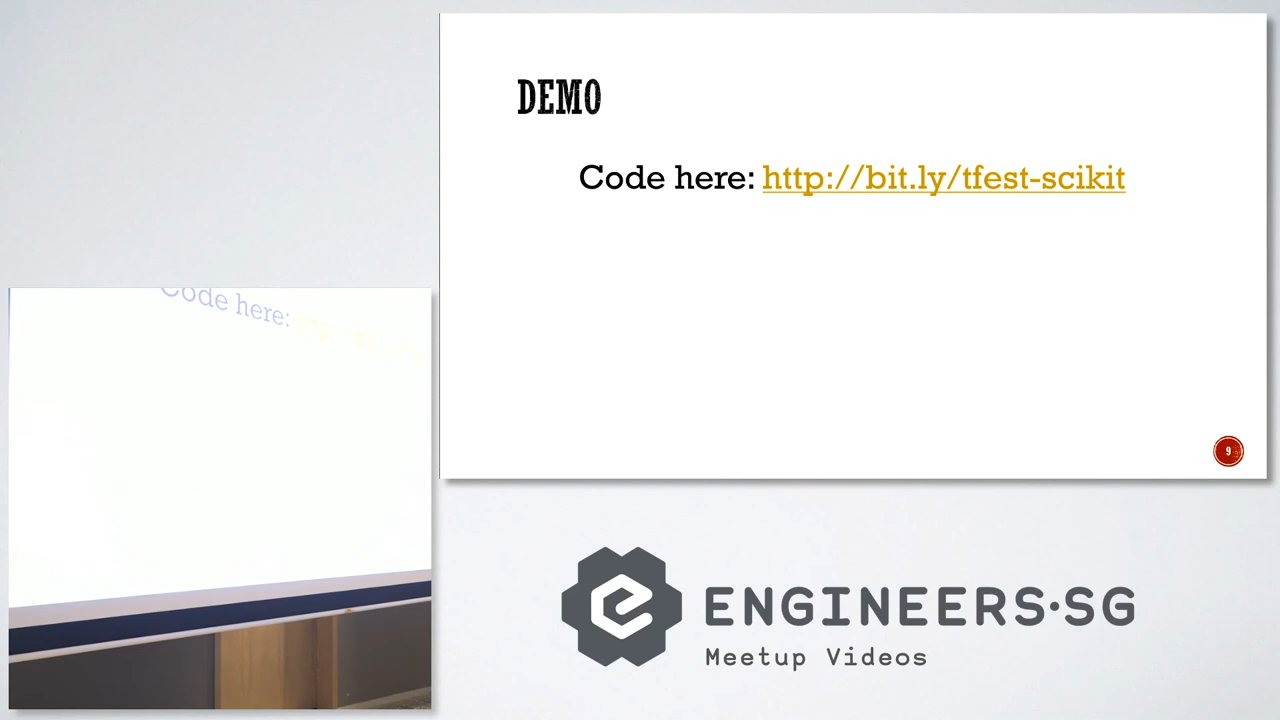 DEMO
Code here: http://bit.ly/tfest-scikit
9
Code here:
ENGINEERS·SG
Meetup Videos